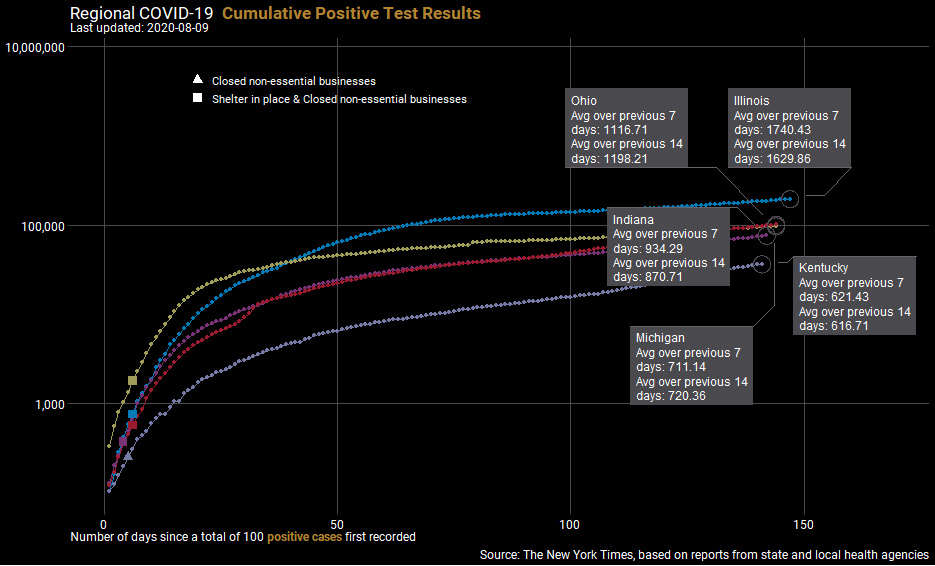 Regional COVID-19 Cumulative Positive Test Results
Last updated: 2020-08-09
10,000,000
100,000
1,000
Closed non-essential businesses
Shelter in place & Closed non-essential businesses
Ohio
Avg over previous 7
days: 1116.71
Avg over previous 14
days: 1198.21
Illinois
Avg over previous 7
days: 1740.43
Avg over previous 14
days: 1629.86
Indiana
Avg over previous 7
days: 934.29
Avg over previous 14
days: 870.71
Kentucky
Avg over previous 7
days: 621.43
Avg over previous 14
days: 616.71
Michigan
Avg over previous 7
days: 711.14
Avg over previous 14
days: 720.36
0 50 100 150
Number of days since a total of 100 positive cases first recorded
Source: The New York Times, based on reports from state and local health agencies